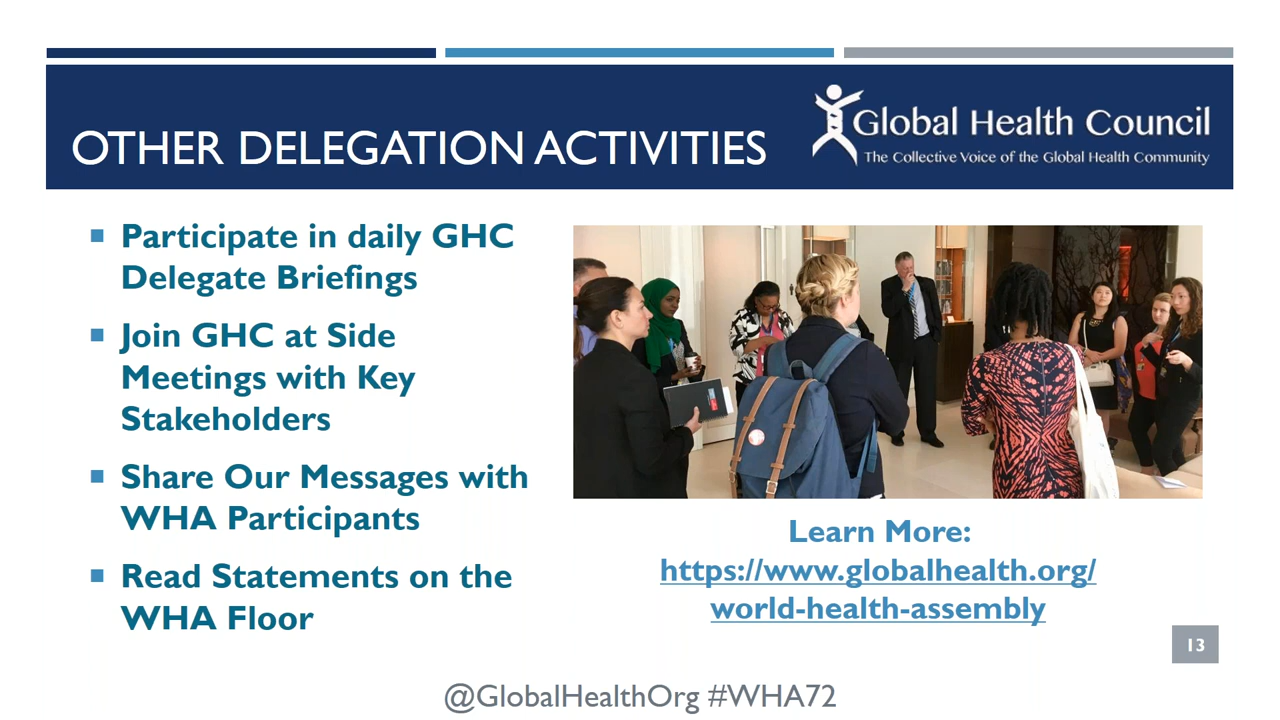 OTHER DELEGATION ACTIVITIES
Global Health Council
The Collective Voice of the Global Health Community
Participate in daily GHC
Delegate Briefings
Join GHC at Side
Meetings with Key
Stakeholders
Share Our Messages with
WHA Participants
Read Statements on the
WHA Floor
Learn More:
https://www.globalhealth.org/
world-health-assembly
13
@GlobalHealthOrg #WHA72